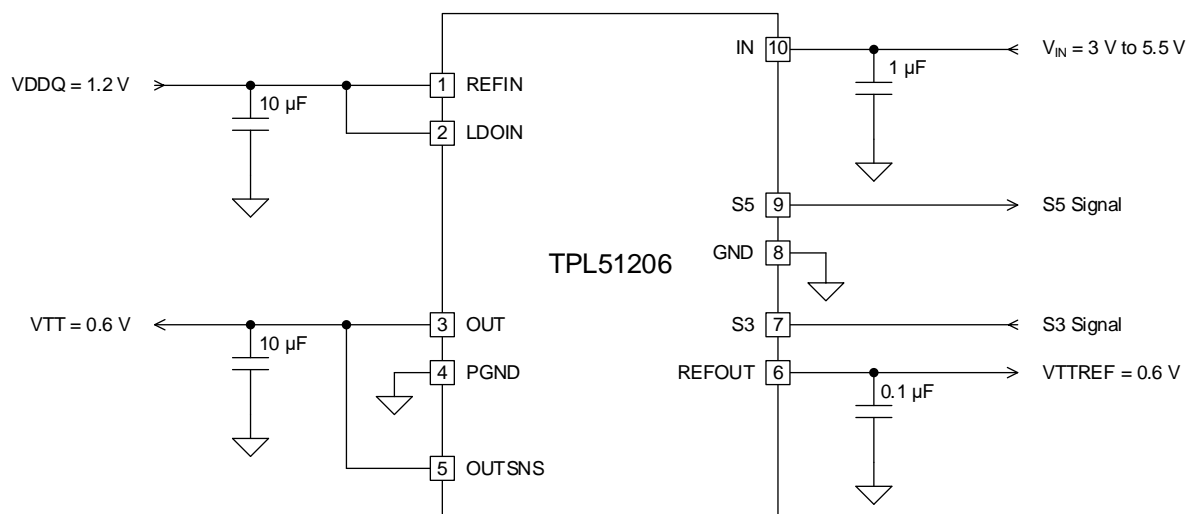 IN 10 V_IN = 3 V to 5.5 V
VDDQ = 1.2 V 1 REFIN
10 µF
1 µF
2 LDOIN
S5 9 S5 Signal
GND 8
TPL51206
VTT = 0.6 V 3 OUT
10 µF
S3 7 S3 Signal
4 PGND
REFOUT 6 VTTREF = 0.6 V
0.1 µF
5 OUTSNS